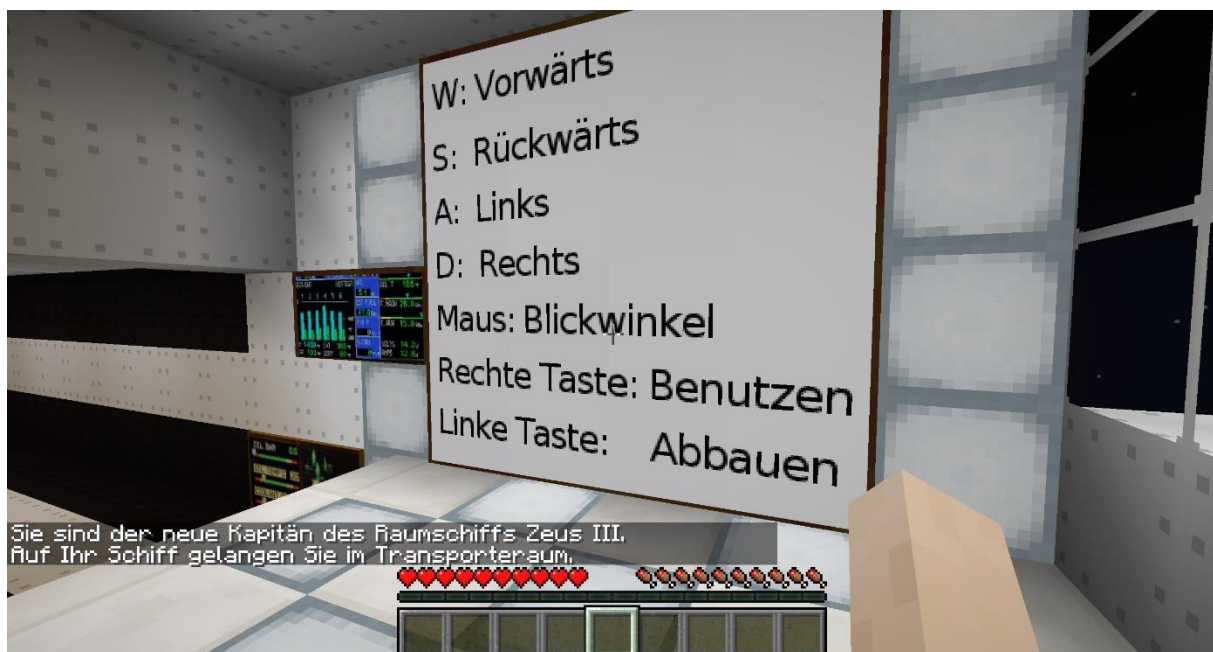 W: Vorwärts
S: Rückwärts
A: Links
D: Rechts
Maus: Blickwinkel
Rechte Taste: Benutzen
Linke Taste: Abbauen
Sie sind der neue Kapitän des Raumschiffs Zeus III.
Auf Ihr Schiff gelangen Sie im Transporteraum.